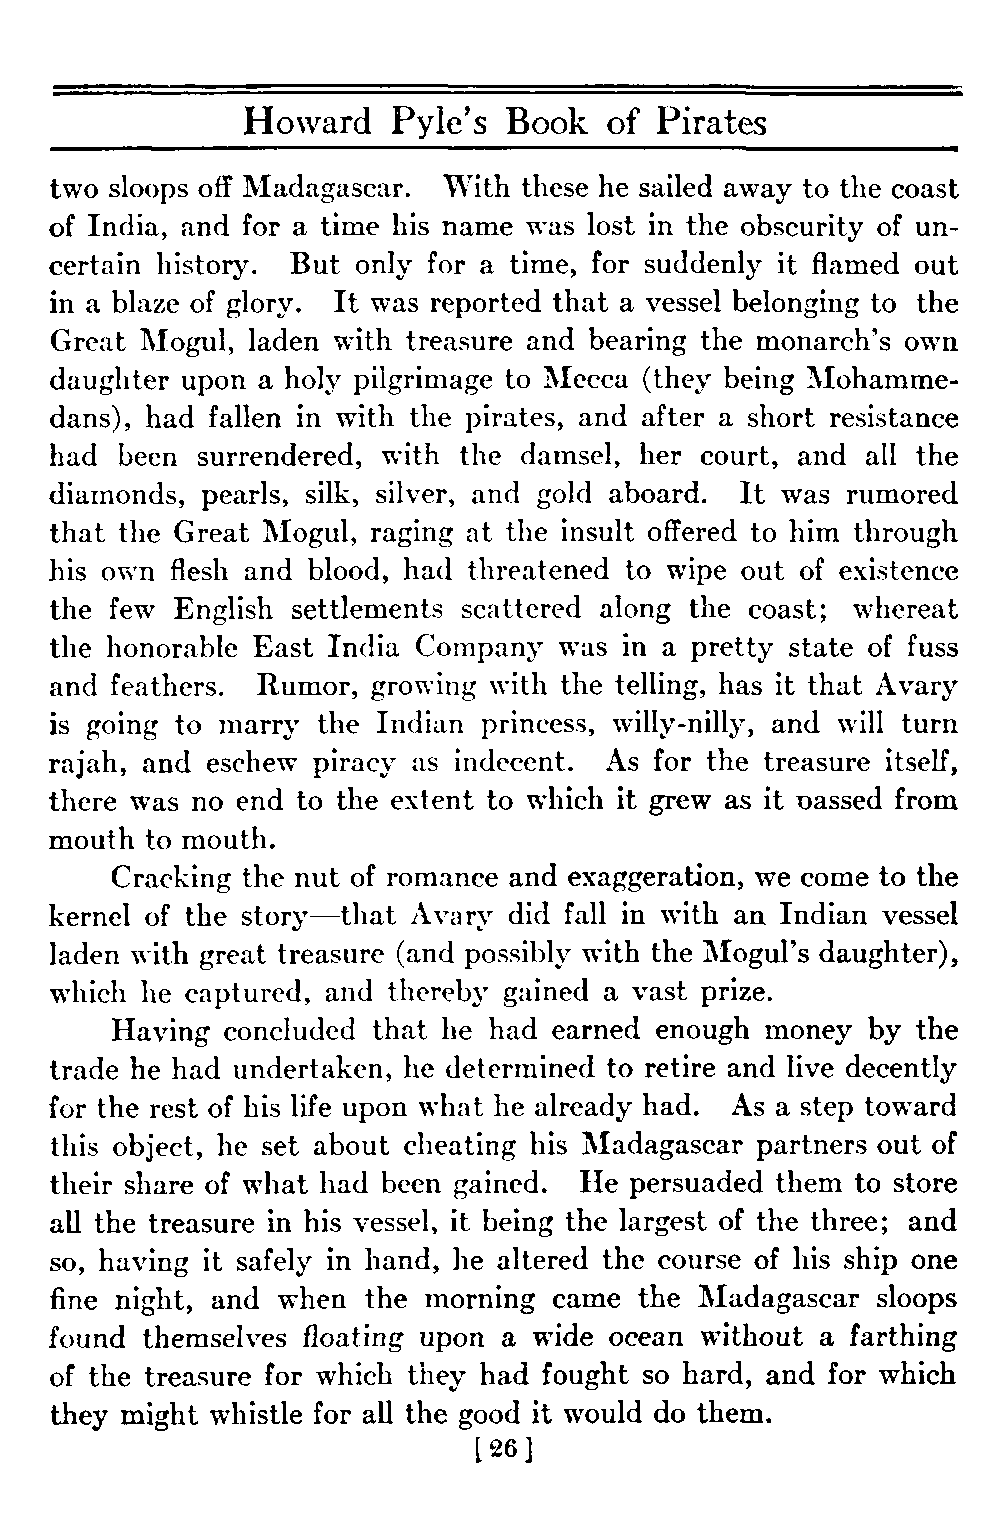 Howard Pyle's Book of Pirates
two sloops off Madagascar. With these he sailed away to the coast
of India, and for a time his name was lost in the obscurity of un-
certain history. But only for a time, for suddenly it flamed out
in a blaze of glory. It was reported that a vessel belonging to the
Great Mogul, laden with treasure and bearing the monarch's own
daughter upon a holy pilgrimage to Mecca (they being Mohamme-
dans), had fallen in with the pirates, and after a short resistance
had been surrendered, with the damsel, her court, and all the
diamonds, pearls, silk, silver, and gold aboard. It was rumored
that the Great Mogul, raging at the insult offered to him through
his own flesh and blood, had threatened to wipe out of existence
the few English settlements scattered along the coast; whereat
the honorable East India Company was in a pretty state of fuss
and feathers. Rumor, growing with the telling, has it that Avary
is going to marry the Indian princess, willy-nilly, and will turn
rajah, and eschew piracy as indecent. As for the treasure itself,
there was no end to the extent to which it grew as it passed from
mouth to mouth.
Cracking the nut of romance and exaggeration, we come to the
kernel of the story—that Avary did fall in with an Indian vessel
laden with great treasure (and possibly with the Mogul's daughter),
which he captured, and thereby gained a vast prize.
Having concluded that he had earned enough money by the
trade he had undertaken, he determined to retire and live decently
for the rest of his life upon what he already had. As a step toward
this object, he set about cheating his Madagascar partners out of
their share of what had been gained. He persuaded them to store
all the treasure in his vessel, it being the largest of the three; and
so, having it safely in hand, he altered the course of his ship one
fine night, and when the morning came the Madagascar sloops
found themselves floating upon a wide ocean without a farthing
of the treasure for which they had fought so hard, and for which
they might whistle for all the good it would do them.
[26]